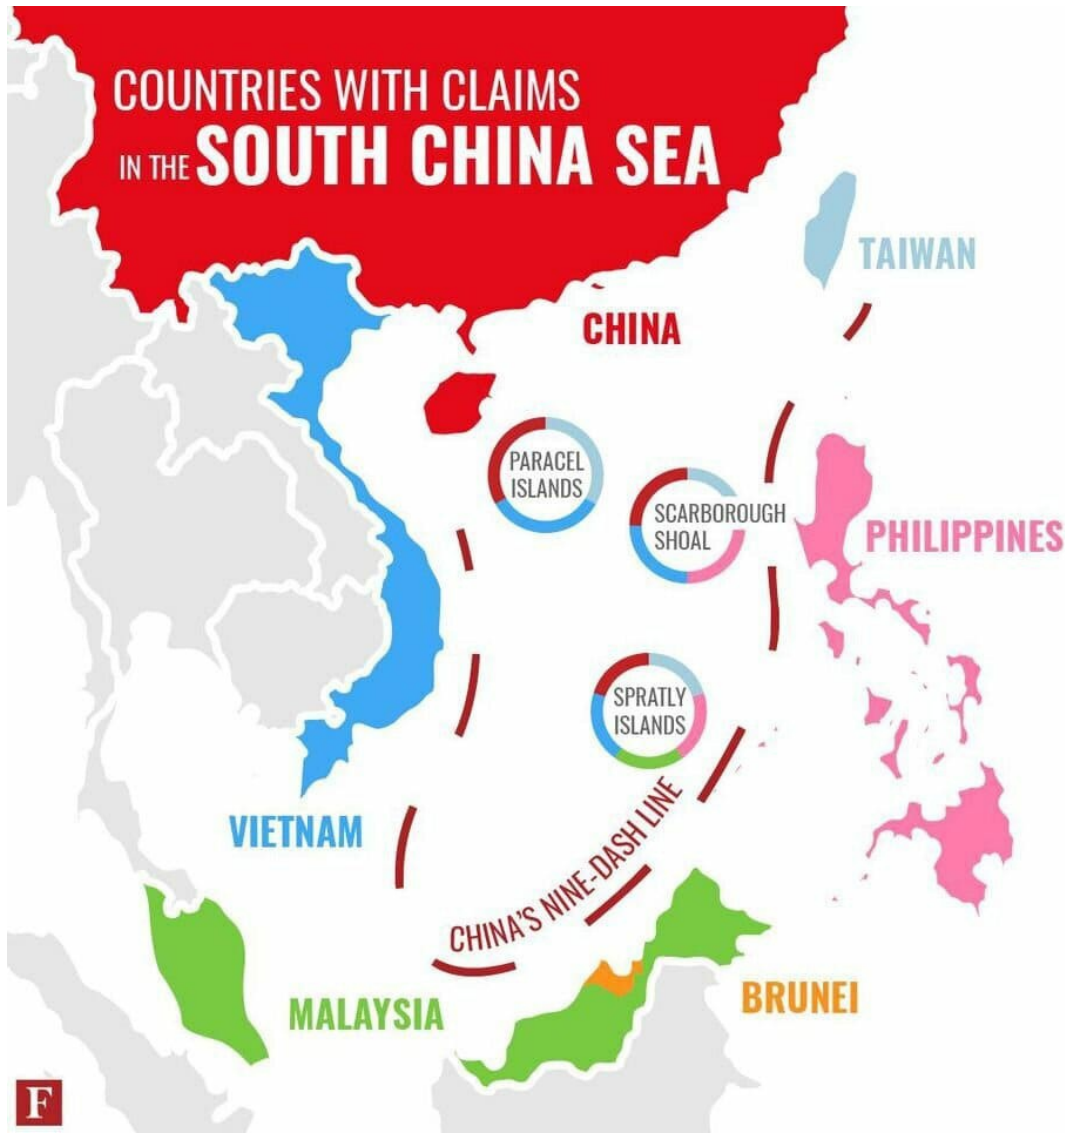 COUNTRIES WITH CLAIMS
IN THE SOUTH CHINA SEA
TAIWAN
CHINA
PARACEL
ISLANDS
SCARBOROUGH
SHOAL
PHILIPPINES
SPRATLY
ISLANDS
VIETNAM
CHINA'S NINE-DASH LINE
MALAYSIA
BRUNEI
F